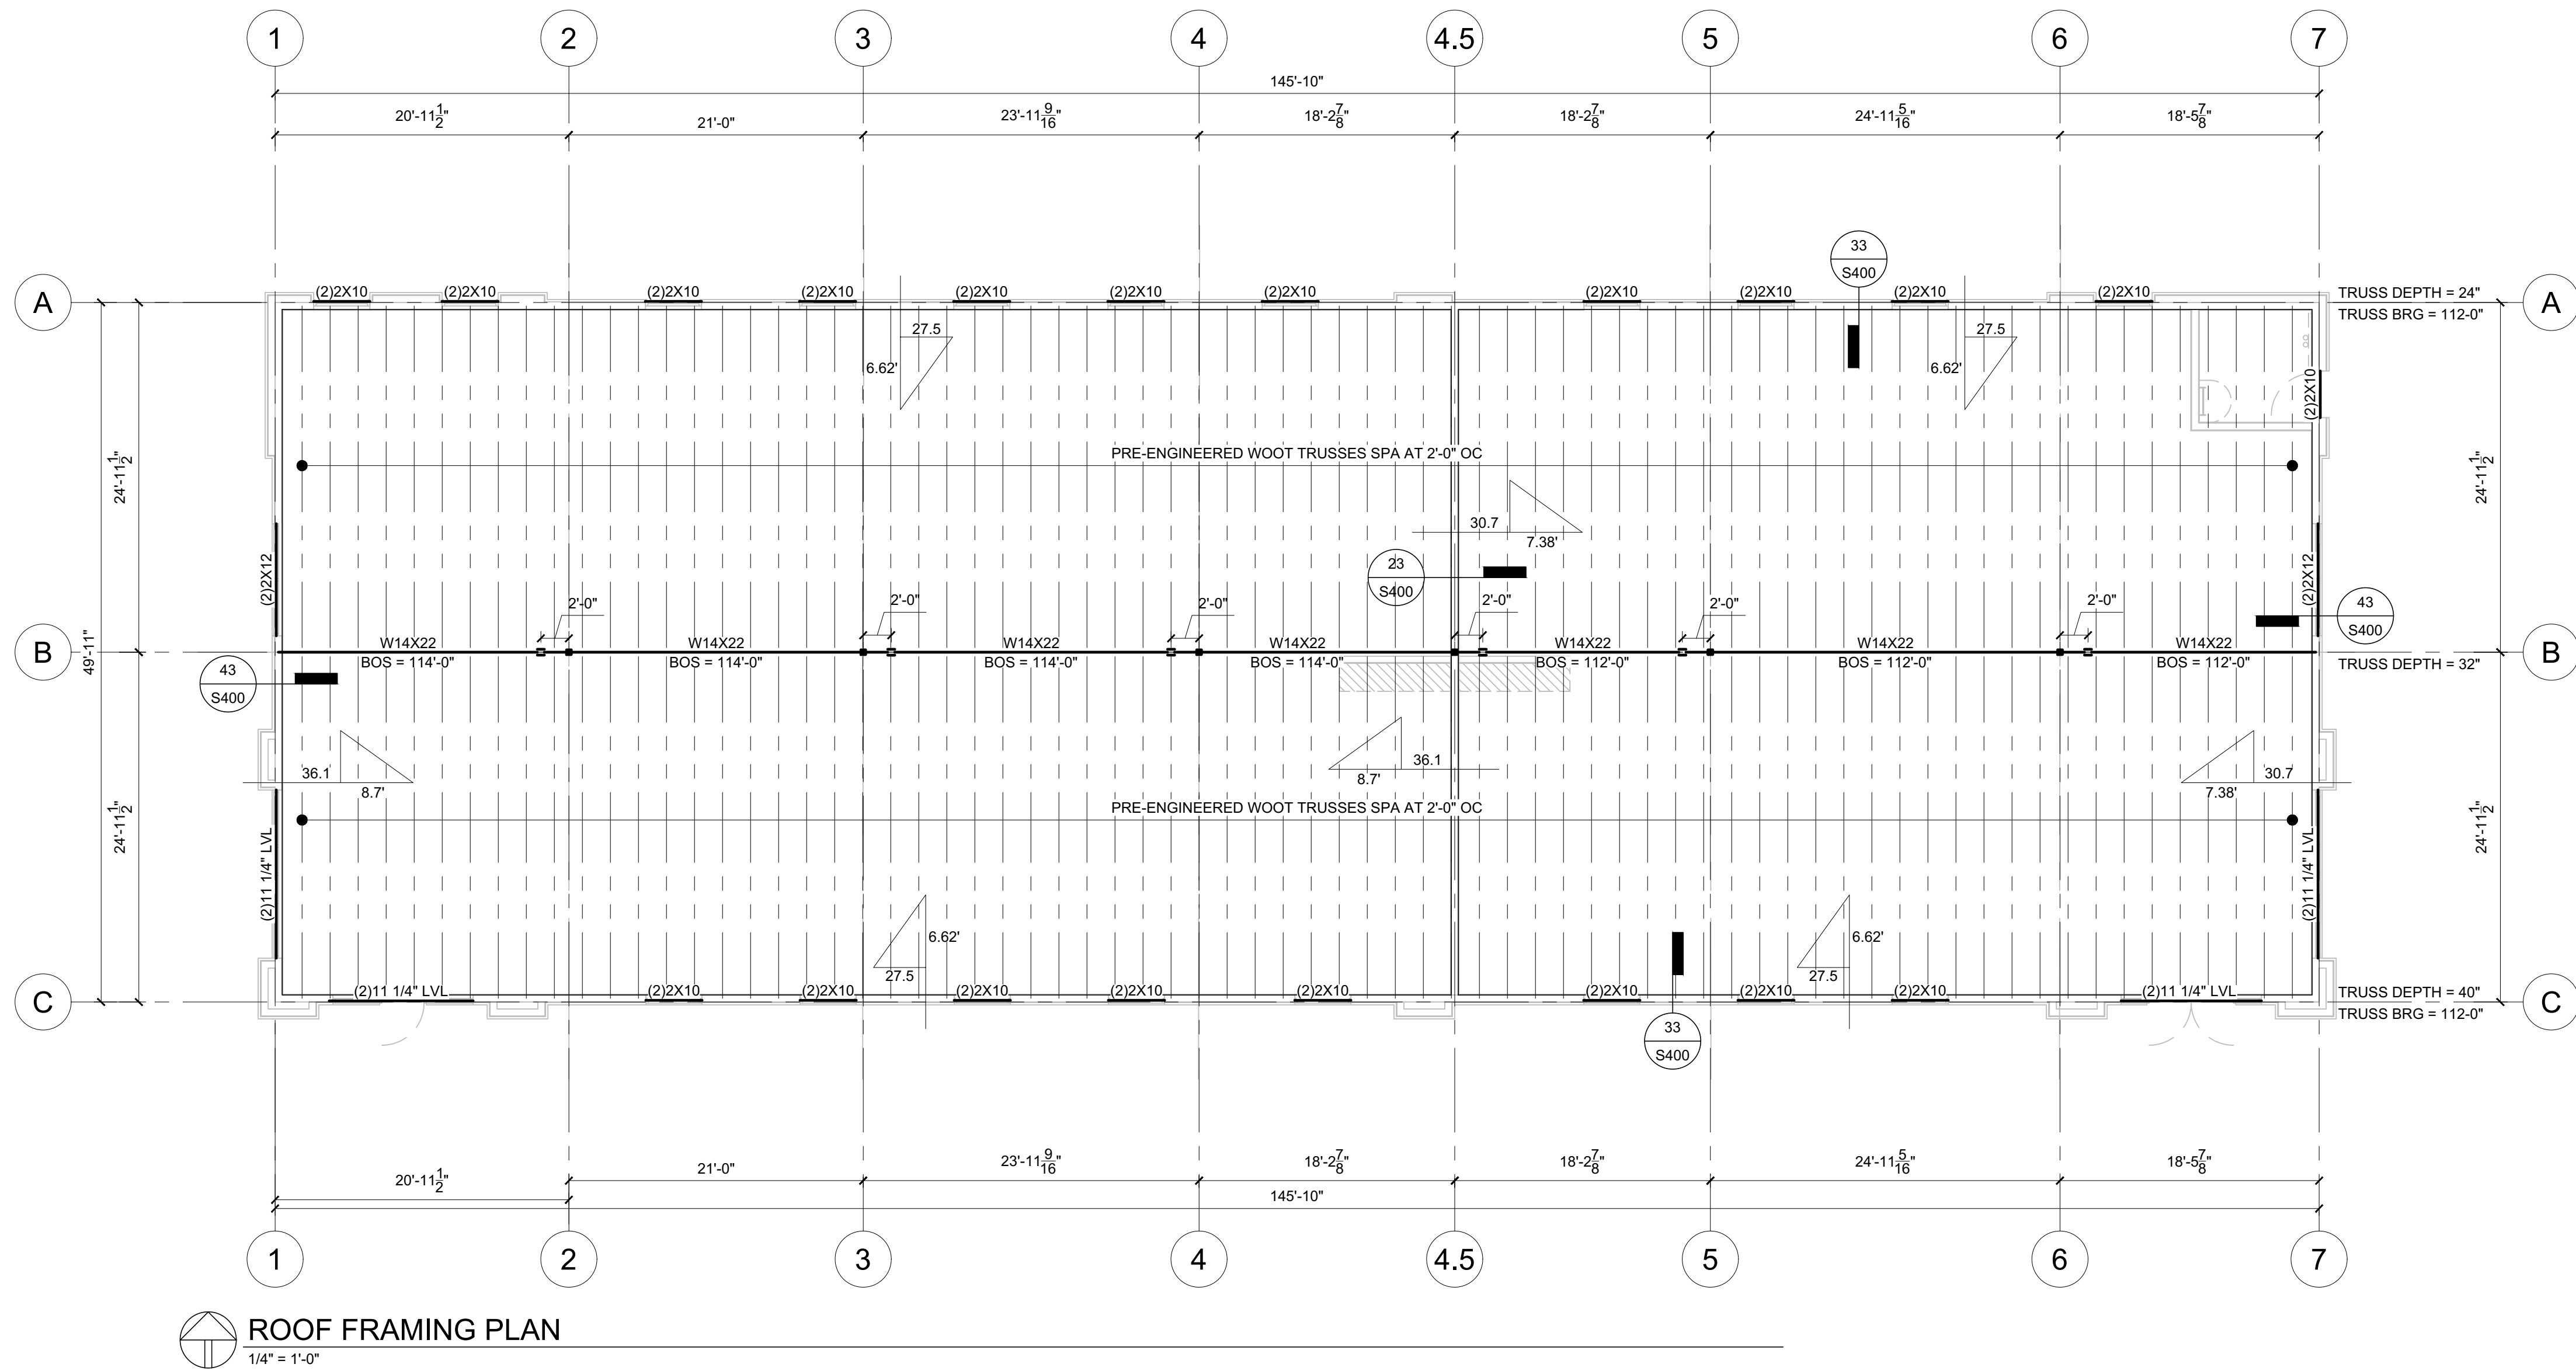 1 2 3 4 4.5 5 6 7
145'-10"
20'-11 1/2" 21'-0" 23'-11 9/16" 18'-2 7/8" 18'-2 7/8" 24'-11 5/16" 18'-5 7/8"
33
S400
A
(2)2X10 (2)2X10 (2)2X10 (2)2X10 (2)2X10 (2)2X10 (2)2X10 (2)2X10 (2)2X10 (2)2X10 (2)2X10
TRUSS DEPTH = 24"
TRUSS BRG = 112-0"
A
27.5
6.62'
27.5
6.62'
(2)2X10
24'-11 1/2"
PRE-ENGINEERED WOOT TRUSSES SPA AT 2'-0" OC
24'-11 1/2"
30.7
7.38'
23
S400
(2)2X12
(2)2X12
43
S400
2'-0" 2'-0" 2'-0" 2'-0" 2'-0" 2'-0"
49'-11"
B
W14X22 W14X22 W14X22 W14X22 W14X22 W14X22 W14X22
BOS = 114'-0" BOS = 114'-0" BOS = 114'-0" BOS = 114'-0" BOS = 112'-0" BOS = 112'-0" BOS = 112'-0"
TRUSS DEPTH = 32"
B
43
S400
36.1
8.7'
36.1
8.7'
30.7
7.38'
24'-11 1/2"
PRE-ENGINEERED WOOT TRUSSES SPA AT 2'-0" OC
24'-11 1/2"
(2)11 1/4" LVL
(2)11 1/4" LVL
6.62'
27.5
6.62'
27.5
C
(2)11 1/4" LVL (2)2X10 (2)2X10 (2)2X10 (2)2X10 (2)2X10 (2)2X10 (2)2X10 (2)2X10 (2)11 1/4" LVL
TRUSS DEPTH = 40"
TRUSS BRG = 112-0"
C
33
S400
20'-11 1/2" 21'-0" 23'-11 9/16" 18'-2 7/8" 18'-2 7/8" 24'-11 5/16" 18'-5 7/8"
145'-10"
1 2 3 4 4.5 5 6 7
ROOF FRAMING PLAN
1/4" = 1'-0"